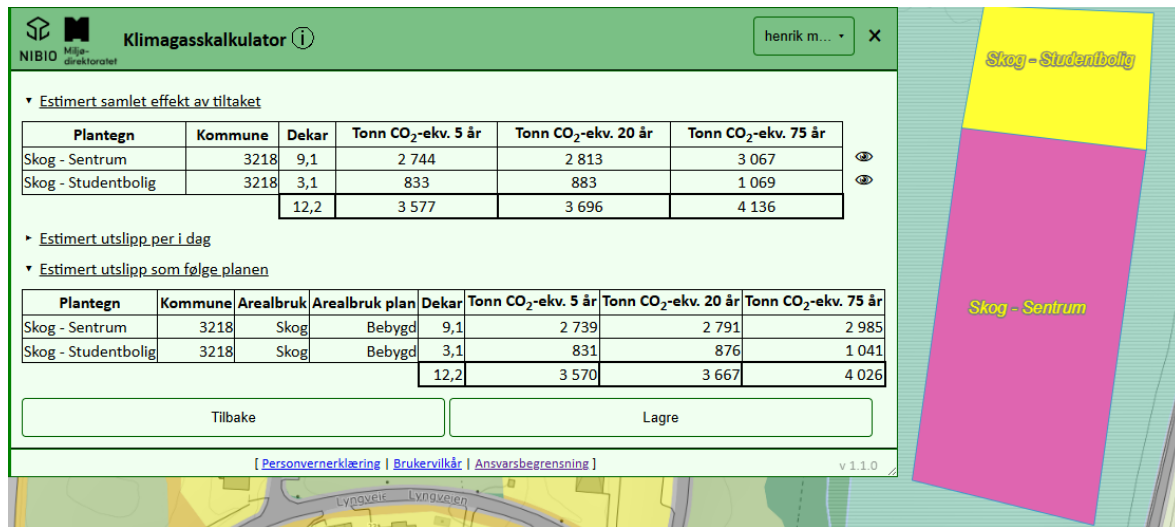 NIBIO Miljø-
direktoratet
Klimagasskalkulator i
henrik m...
Estimert samlet effekt av tiltaket
Plantegn Kommune Dekar Tonn CO₂-ekv. 5 år Tonn CO₂-ekv. 20 år Tonn CO₂-ekv. 75 år
Skog - Sentrum 3218 9,1 2 744 2 813 3 067
Skog - Studentbolig 3218 3,1 833 883 1 069
12,2 3 577 3 696 4 136
Estimert utslipp per i dag
Estimert utslipp som følge planen
Plantegn Kommune Arealbruk Arealbruk plan Dekar Tonn CO₂-ekv. 5 år Tonn CO₂-ekv. 20 år Tonn CO₂-ekv. 75 år
Skog - Sentrum 3218 Skog Bebygd 9,1 2 739 2 791 2 985
Skog - Studentbolig 3218 Skog Bebygd 3,1 831 876 1 041
12,2 3 570 3 667 4 026
Tilbake Lagre
[ Personvernerklæring | Brukervilkår | Ansvarsbegrensning ]
v 1.1.0
Skog - Studentbolig
Skog - Sentrum
Lyngveie Lyngveien